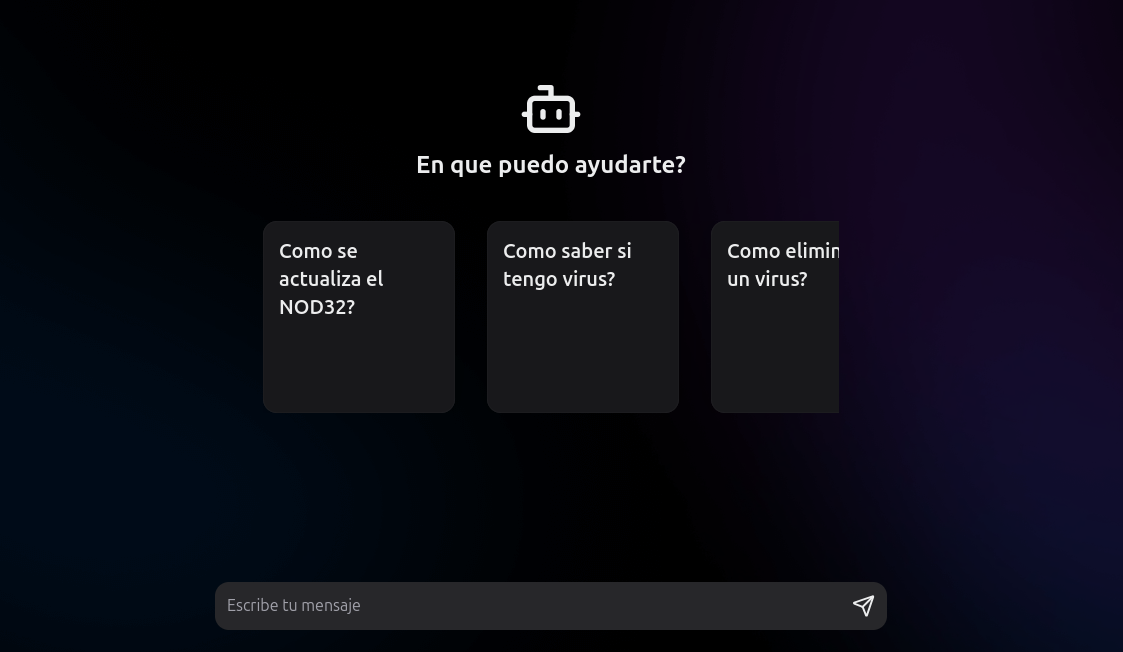 En que puedo ayudarte?
Como se
actualiza el
NOD32?
Como saber si
tengo virus?
Como elimin
un virus?
Escribe tu mensaje